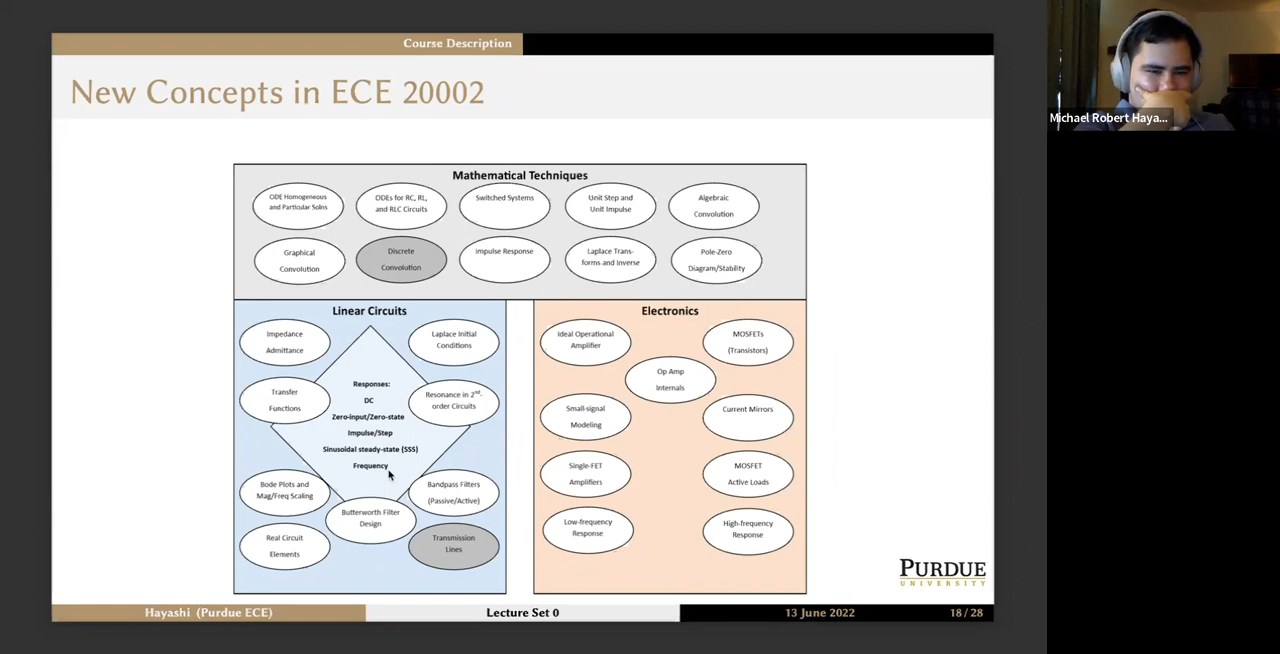 Course Description
New Concepts in ECE 20002
Michael Robert Haya...
Mathematical Techniques
ODE Homogeneous
and Particular Solns
ODEs for RC, RL,
and RLC Circuits
Switched Systems
Unit Step and
Unit Impulse
Algebraic
Convolution
Graphical
Convolution
Discrete
Convolution
Impulse Response
Laplace Trans-
forms and Inverse
Pole-Zero
Diagram/Stability
Linear Circuits
Impedance
Admittance
Laplace Initial
Conditions
Transfer
Functions
Responses:
DC
Zero-input/Zero-state
Impulse/Step
Sinusoidal steady-state (SSS)
Frequency
Resonance in 2nd-
order Circuits
Bode Plots and
Mag/Freq Scaling
Bandpass Filters
(Passive/Active)
Butterworth Filter
Design
Real Circuit
Elements
Transmission
Lines
Electronics
Ideal Operational
Amplifier
MOSFETs
(Transistors)
Op Amp
Internals
Small-signal
Modeling
Current Mirrors
Single-FET
Amplifiers
MOSFET
Active Loads
Low-frequency
Response
High-frequency
Response
PURDUE
UNIVERSITY
Hayashi (Purdue ECE)
Lecture Set 0
13 June 2022
18 / 28